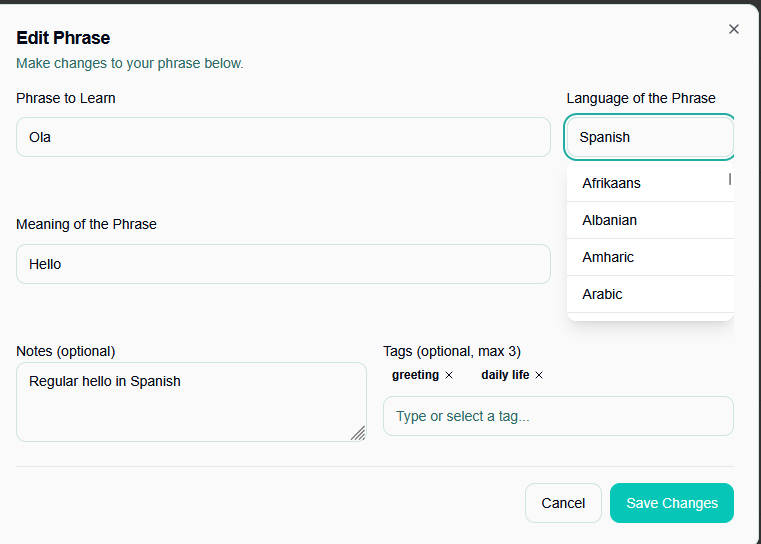 Edit Phrase
Make changes to your phrase below.
Phrase to Learn
Ola
Language of the Phrase
Spanish
Afrikaans
Albanian
Amharic
Arabic
Meaning of the Phrase
Hello
Notes (optional)
Regular hello in Spanish
Tags (optional, max 3)
greeting × daily life ×
Type or select a tag...
Cancel
Save Changes